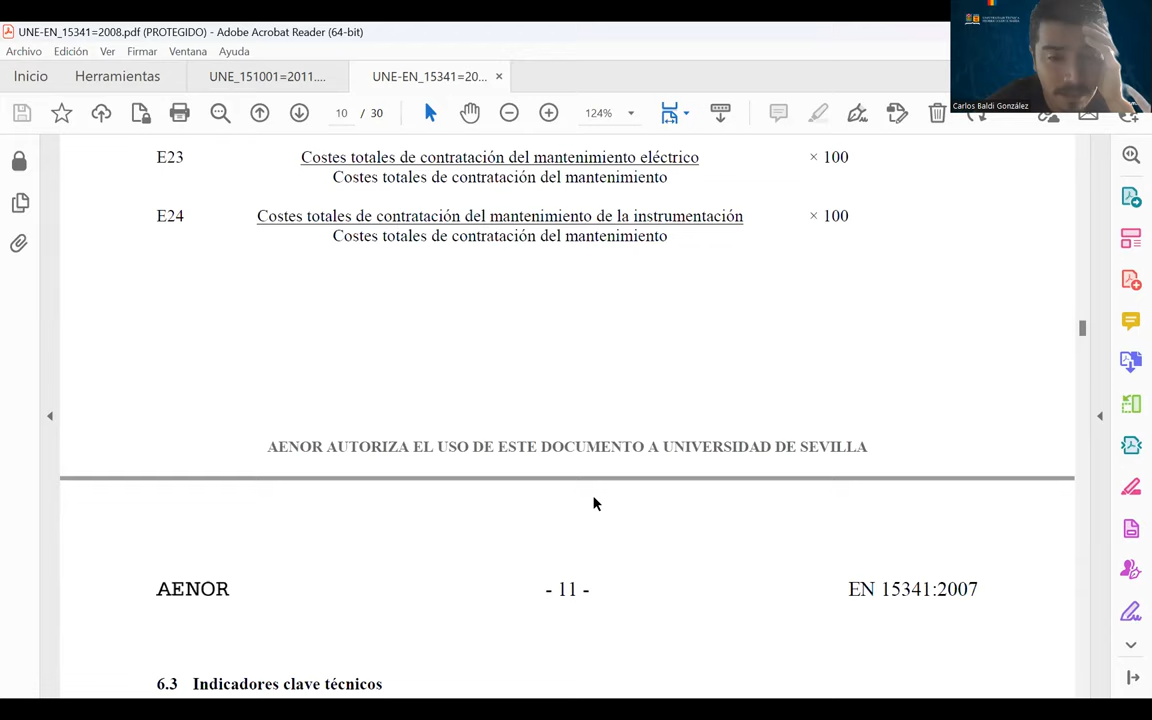 UNE-EN_15341=2008.pdf (PROTEGIDO) - Adobe Acrobat Reader (64-bit)
Archivo Edición Ver Firmar Ventana Ayuda
Inicio Herramientas UNE_151001=2011.... UNE-EN_15341=20... ×
10 / 30 124%
Carlos Baldi González
E23 Costes totales de contratación del mantenimiento eléctrico × 100
Costes totales de contratación del mantenimiento
E24 Costes totales de contratación del mantenimiento de la instrumentación × 100
Costes totales de contratación del mantenimiento
AENOR AUTORIZA EL USO DE ESTE DOCUMENTO A UNIVERSIDAD DE SEVILLA
AENOR - 11 - EN 15341:2007
6.3 Indicadores clave técnicos